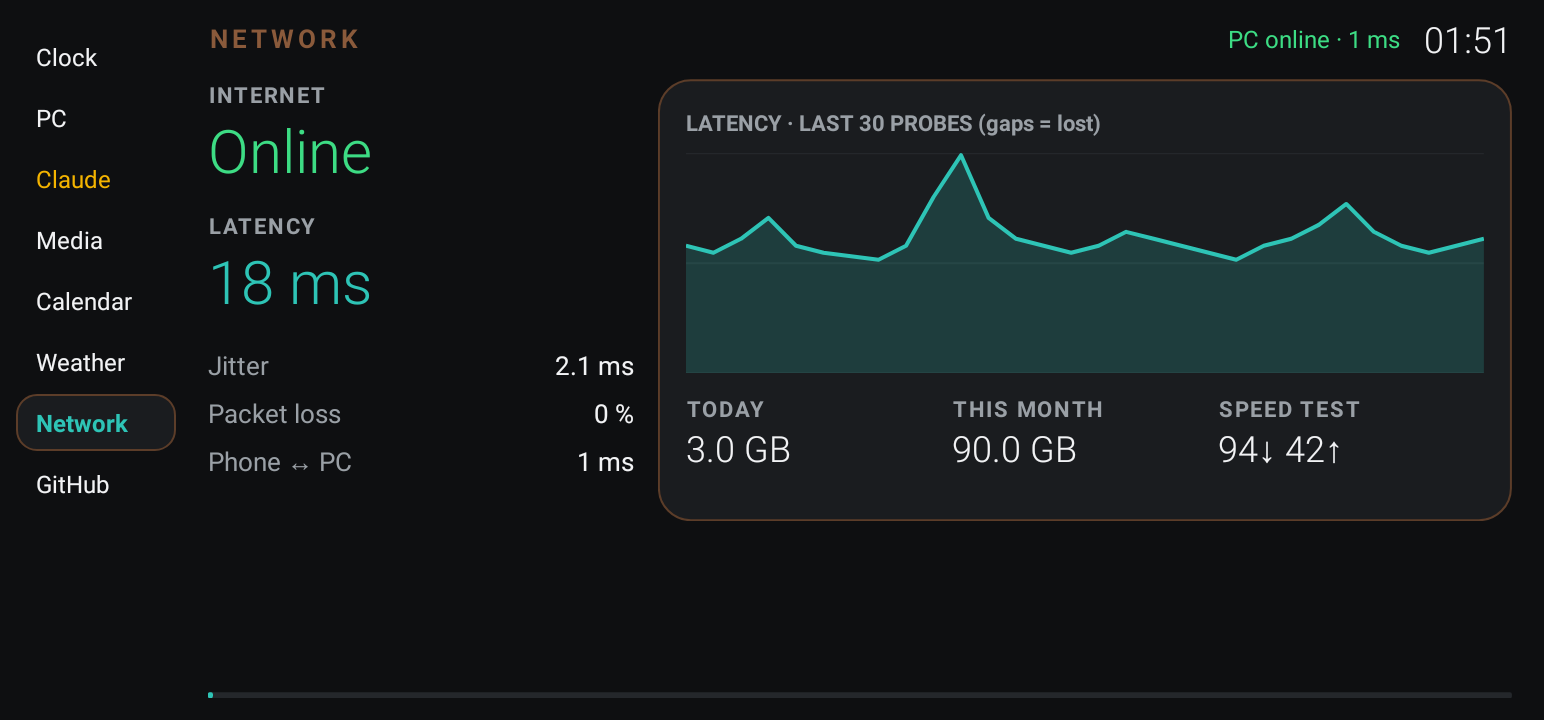 Clock
PC
Claude
Media
Calendar
Weather
Network
GitHub
NETWORK
PC online · 1 ms 01:51
INTERNET
Online
LATENCY
18 ms
Jitter 2.1 ms
Packet loss 0 %
Phone ↔ PC 1 ms
LATENCY · LAST 30 PROBES (gaps = lost)
TODAY THIS MONTH SPEED TEST
3.0 GB 90.0 GB 94↓ 42↑